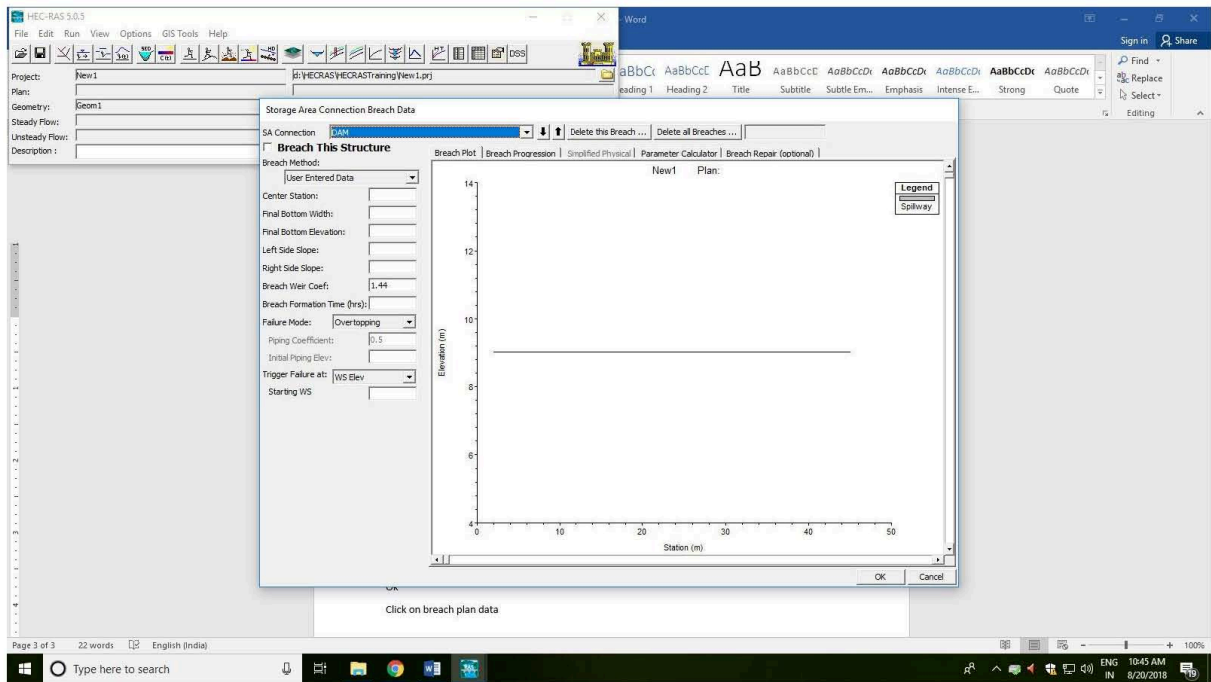 HEC-RAS 5.0.5
- Word
File Edit Run View Options GIS Tools Help
Sign in Share
DSS
Project: New1 d:\HECRAS\HECRASTraining\New1.prj
Plan:
Geometry: Geom1
Steady Flow:
Unsteady Flow:
Description :
AaBbCc AaBbCcE AaB AaBbCcD AaBbCcDc AaBbCcDc AaBbCcDc AaBbCcDc AaBbCcDc
eading 1 Heading 2 Title Subtitle Subtle Em... Emphasis Intense E... Strong Quote
Find
Replace
Select
Editing
Storage Area Connection Breach Data
SA Connection DAM Delete this Breach ... Delete all Breaches ...
Breach This Structure
Breach Method:
User Entered Data
Center Station:
Final Bottom Width:
Final Bottom Elevation:
Left Side Slope:
Right Side Slope:
Breach Weir Coef: 1.44
Breach Formation Time (hrs):
Failure Mode: Overtopping
Piping Coefficient: 0.5
Initial Piping Elev:
Trigger Failure at: WS Elev
Starting WS
Breach Plot Breach Progression Simplified Physical Parameter Calculator Breach Repair (optional)
New1 Plan:
Legend
Spillway
14
12
10
8
6
4
Elevation (m)
0 10 20 30 40 50
Station (m)
OK Cancel
Click on breach plan data
Page 3 of 3 22 words English (India) 100%
Type here to search
ENG 10:45 AM
IN 8/20/2018